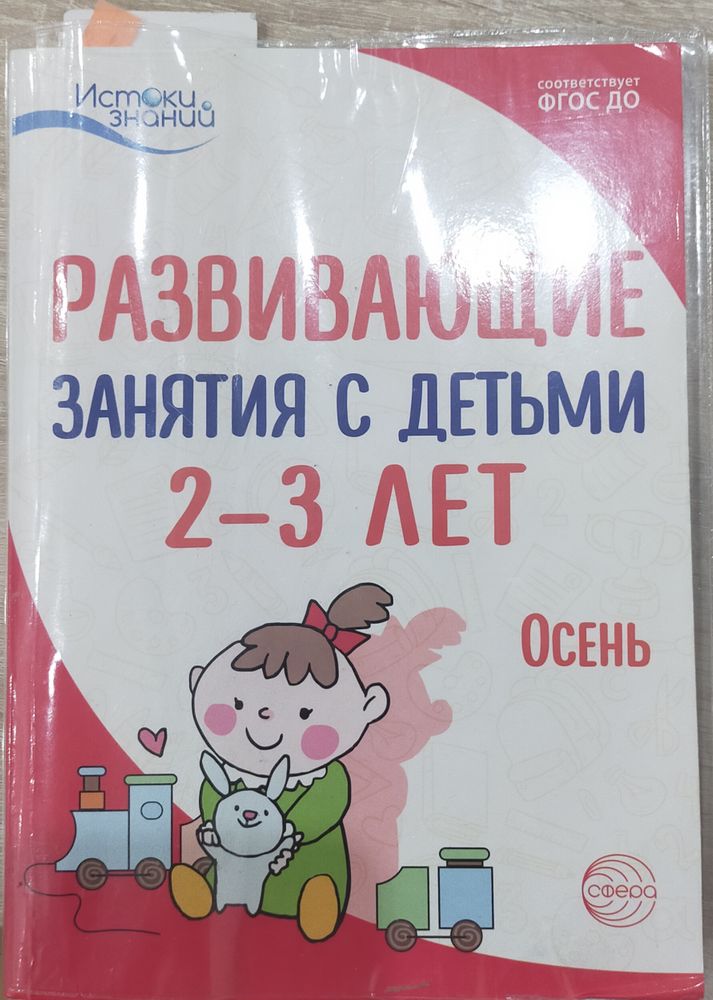 Истоки
знаний
соответствует
ФГОС ДО
РАЗВИВАЮЩИЕ
ЗАНЯТИЯ С ДЕТЬМИ
2–3 ЛЕТ
ОСЕНЬ
сфера